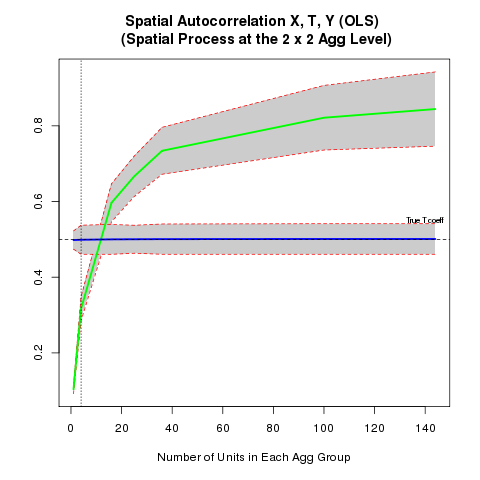 Spatial Autocorrelation X, T, Y (OLS)
(Spatial Process at the 2 x 2 Agg Level)
0.8
0.6
0.4
0.2
True T coeff
0 20 40 60 80 100 120 140
Number of Units in Each Agg Group